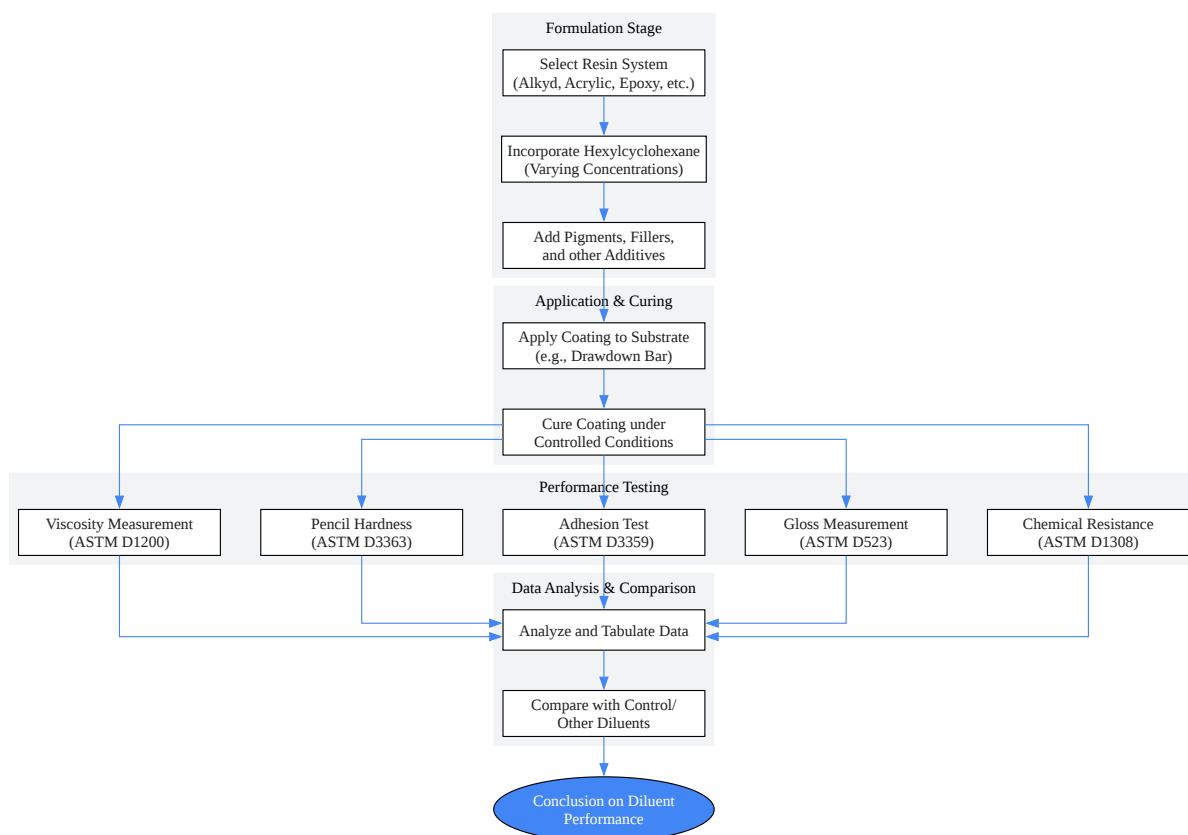 Formulation Stage
Select Resin System
(Alkyd, Acrylic, Epoxy, etc.)
Incorporate Hexylcyclohexane
(Varying Concentrations)
Add Pigments, Fillers,
and other Additives
Application & Curing
Apply Coating to Substrate
(e.g., Drawdown Bar)
Cure Coating under
Controlled Conditions
Performance Testing
Viscosity Measurement
(ASTM D1200)
Pencil Hardness
(ASTM D3363)
Adhesion Test
(ASTM D3359)
Gloss Measurement
(ASTM D523)
Chemical Resistance
(ASTM D1308)
Data Analysis & Comparison
Analyze and Tabulate Data
Compare with Control/
Other Diluents
Conclusion on Diluent
Performance